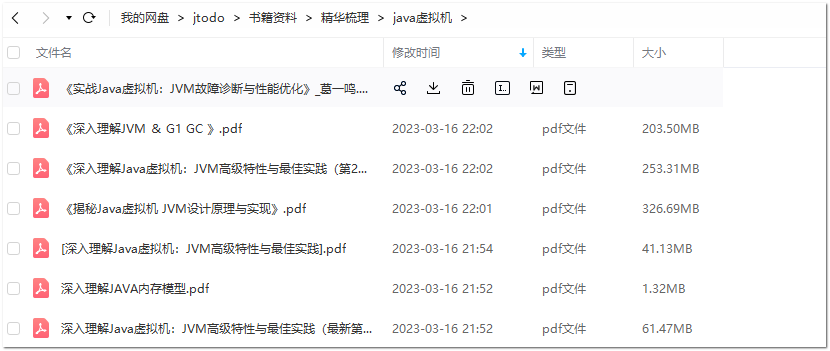 我的网盘 > jtodo > 书籍资料 > 精华梳理 > java虚拟机 >
文件名 修改时间 类型 大小
《实战Java虚拟机：JVM故障诊断与性能优化》_葛一鸣....
《深入理解JVM & G1 GC 》.pdf 2023-03-16 22:02 pdf文件 203.50MB
《深入理解Java虚拟机：JVM高级特性与最佳实践（第2... 2023-03-16 22:02 pdf文件 253.31MB
《揭秘Java虚拟机 JVM设计原理与实现》.pdf 2023-03-16 22:01 pdf文件 326.69MB
[深入理解Java虚拟机：JVM高级特性与最佳实践].pdf 2023-03-16 21:54 pdf文件 41.13MB
深入理解JAVA内存模型.pdf 2023-03-16 21:52 pdf文件 1.32MB
深入理解Java虚拟机：JVM高级特性与最佳实践（最新第... 2023-03-16 21:52 pdf文件 61.47MB